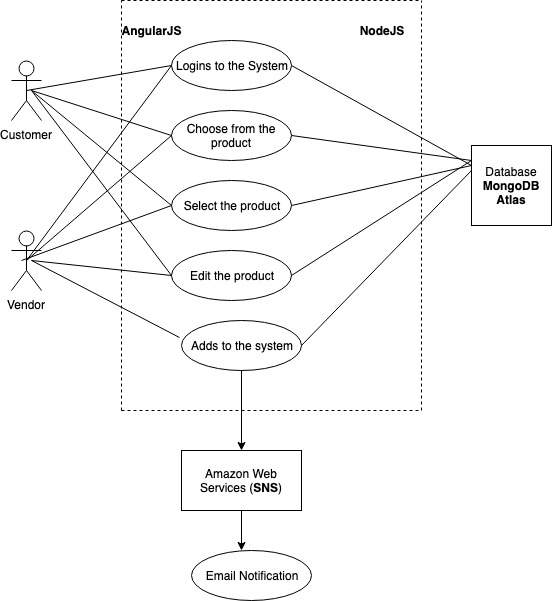 AngularJS
NodeJS
Logins to the System
Customer
Choose from the
product
Database
MongoDB
Atlas
Select the product
Vendor
Edit the product
Adds to the system
Amazon Web
Services (SNS)
Email Notification